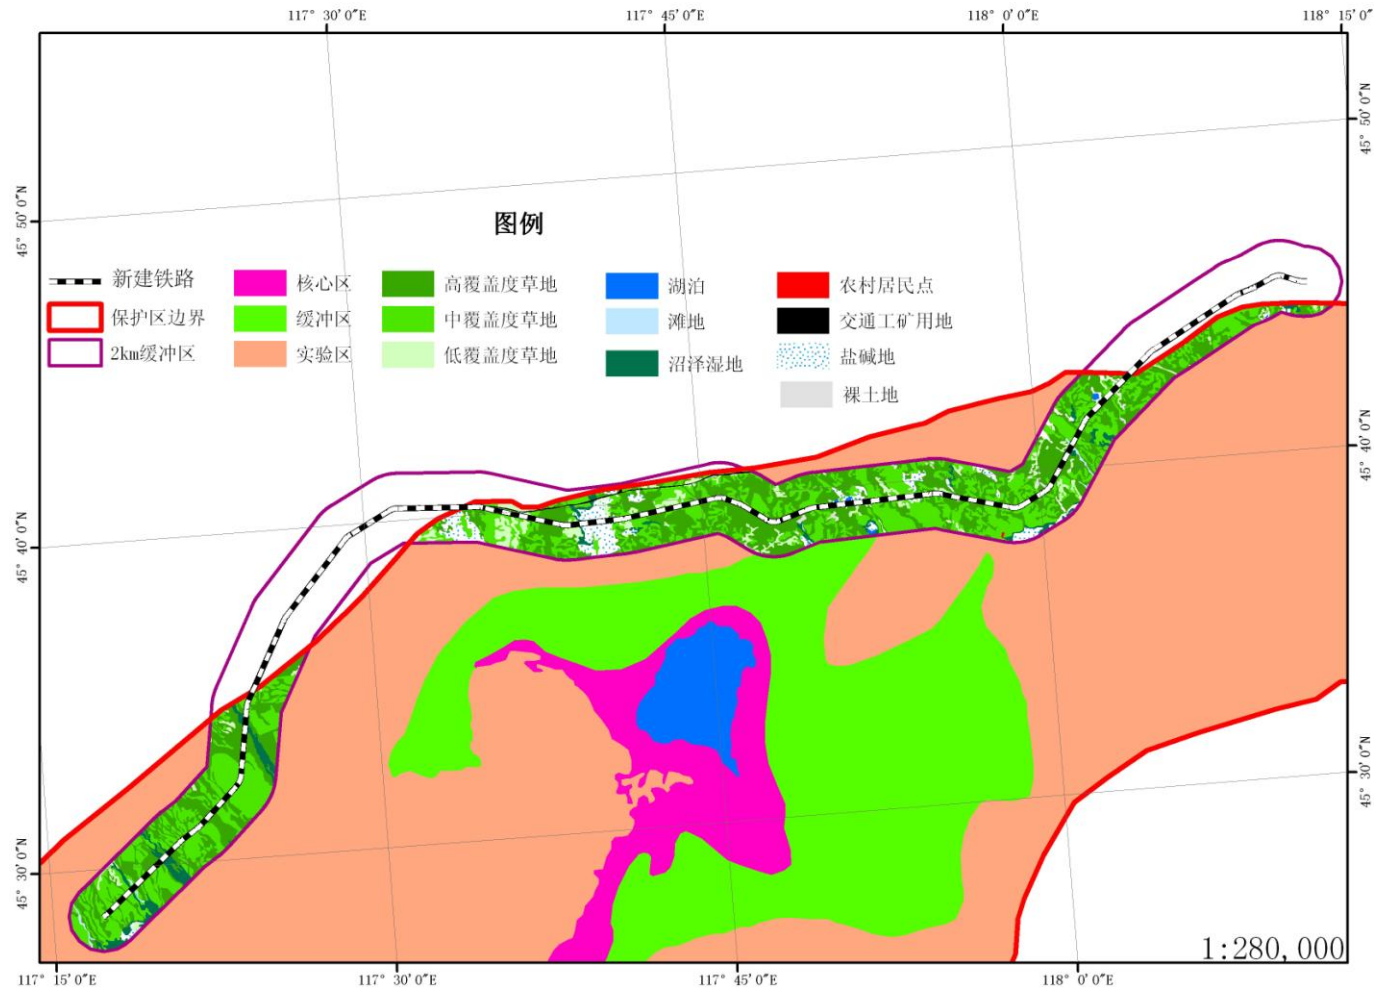 117° 30′ 0″E
117° 45′ 0″E
118° 0′ 0″E
118° 15′ 0″
45° 50′ 0″N
45° 50′ 0″N
图例
新建铁路
核心区
高覆盖度草地
湖泊
农村居民点
保护区边界
缓冲区
中覆盖度草地
滩地
交通工矿用地
2km缓冲区
实验区
低覆盖度草地
沼泽湿地
盐碱地
裸土地
45° 40′ 0″N
45° 40′ 0″N
45° 30′ 0″N
45° 30′ 0″N
1:280,000
117° 15′ 0″E
117° 30′ 0″E
117° 45′ 0″E
118° 0′ 0″E